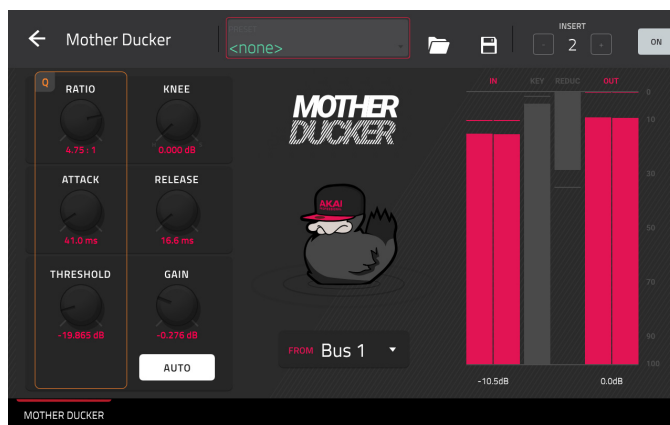 Mother Ducker
PRESET
<none>
INSERT
-
2
+
ON
Q
RATIO
KNEE
4.75 : 1
0.000 dB
ATTACK
RELEASE
41.0 ms
16.6 ms
THRESHOLD
GAIN
-19.865 dB
-0.276 dB
AUTO
MOTHER
DUCKER
AKAI
FROM Bus 1
IN
KEY
REDUC
OUT
0
10
30
50
70
90
100
-10.5dB
0.0dB
MOTHER DUCKER